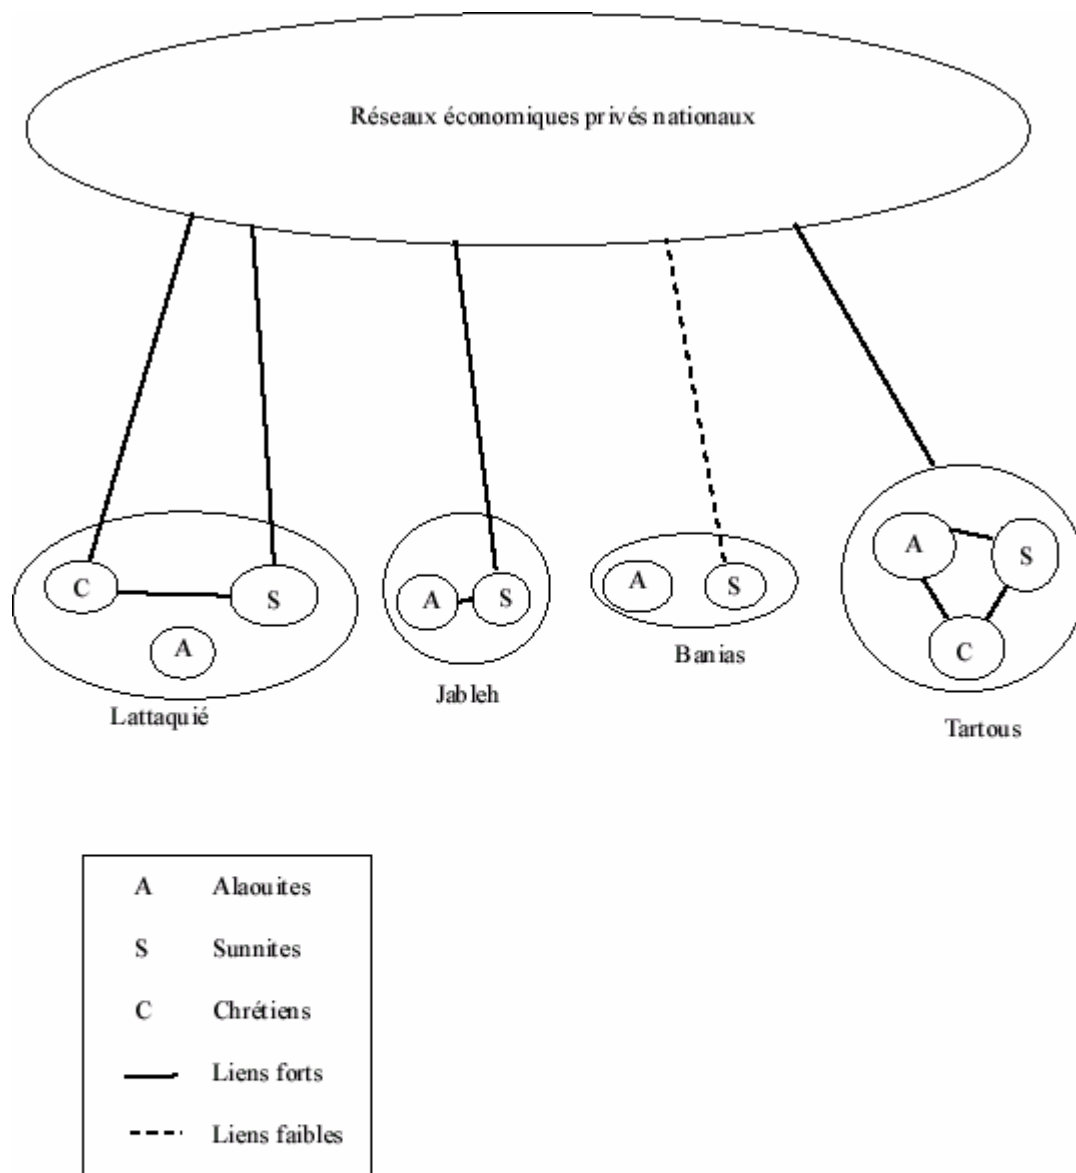 Réseaux économiques privés nationaux
C
S
A
Lattaquié
A
S
Jableh
A
S
Banias
A
S
C
Tartous
A Alaouites
S Sunnites
C Chrétiens
Liens forts
Liens faibles